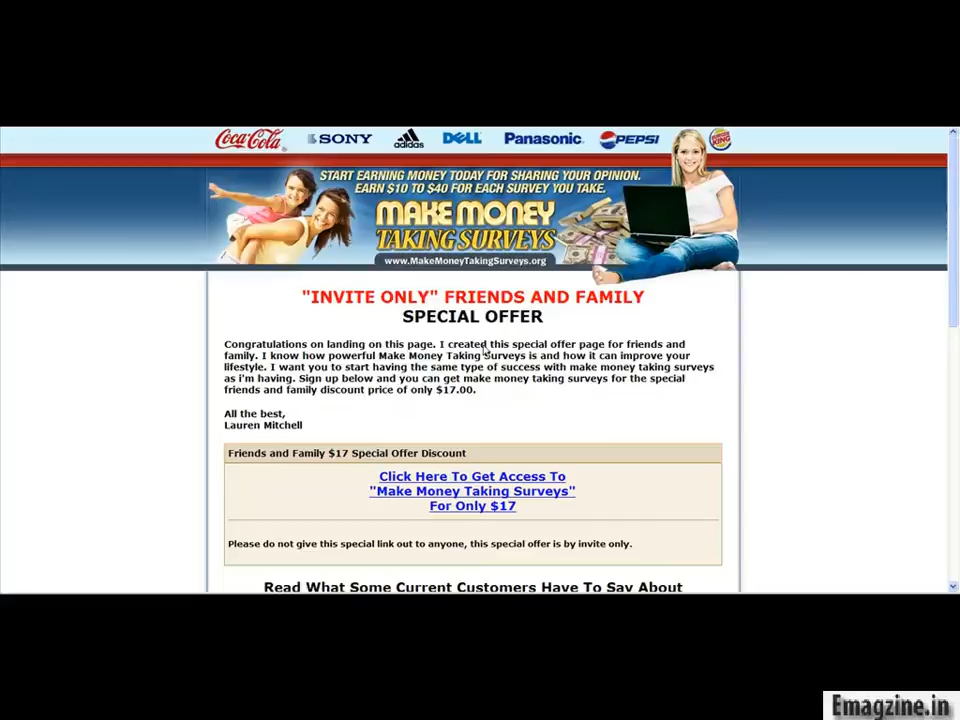 Coca-Cola SONY adidas DELL Panasonic PEPSI BURGER KING
START EARNING MONEY TODAY FOR SHARING YOUR OPINION.
EARN $10 TO $40 FOR EACH SURVEY YOU TAKE.
MAKE MONEY
TAKING SURVEYS
www.MakeMoneyTakingSurveys.org
"INVITE ONLY" FRIENDS AND FAMILY
SPECIAL OFFER
Congratulations on landing on this page. I created this special offer page for friends and
family. I know how powerful Make Money Taking Surveys is and how it can improve your
lifestyle. I want you to start having the same type of success with make money taking surveys
as i'm having. Sign up below and you can get make money taking surveys for the special
friends and family discount price of only $17.00.
All the best,
Lauren Mitchell
Friends and Family $17 Special Offer Discount
Click Here To Get Access To
"Make Money Taking Surveys"
For Only $17
Please do not give this special link out to anyone, this special offer is by invite only.
Read What Some Current Customers Have To Say About
Emagzine.in